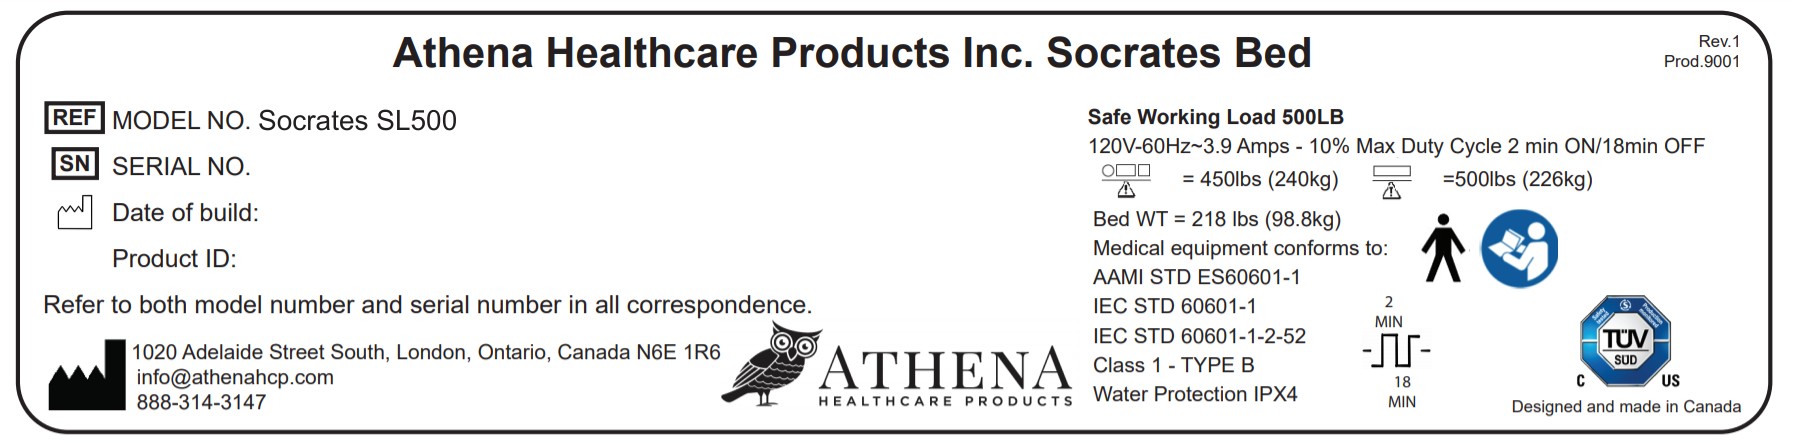 Athena Healthcare Products Inc. Socrates Bed
Rev.1
Prod.9001
REF MODEL NO. Socrates SL500
SN SERIAL NO.
Date of build:
Product ID:
Refer to both model number and serial number in all correspondence.
1020 Adelaide Street South, London, Ontario, Canada N6E 1R6
info@athenahcp.com
888-314-3147
ATHENA
HEALTHCARE PRODUCTS
Safe Working Load 500LB
120V-60Hz~3.9 Amps - 10% Max Duty Cycle 2 min ON/18min OFF
= 450lbs (240kg) =500lbs (226kg)
Bed WT = 218 lbs (98.8kg)
Medical equipment conforms to:
AAMI STD ES60601-1
IEC STD 60601-1
IEC STD 60601-1-2-52
Class 1 - TYPE B
Water Protection IPX4
2
MIN
18
MIN
TÜV
SÜD
C US
Designed and made in Canada